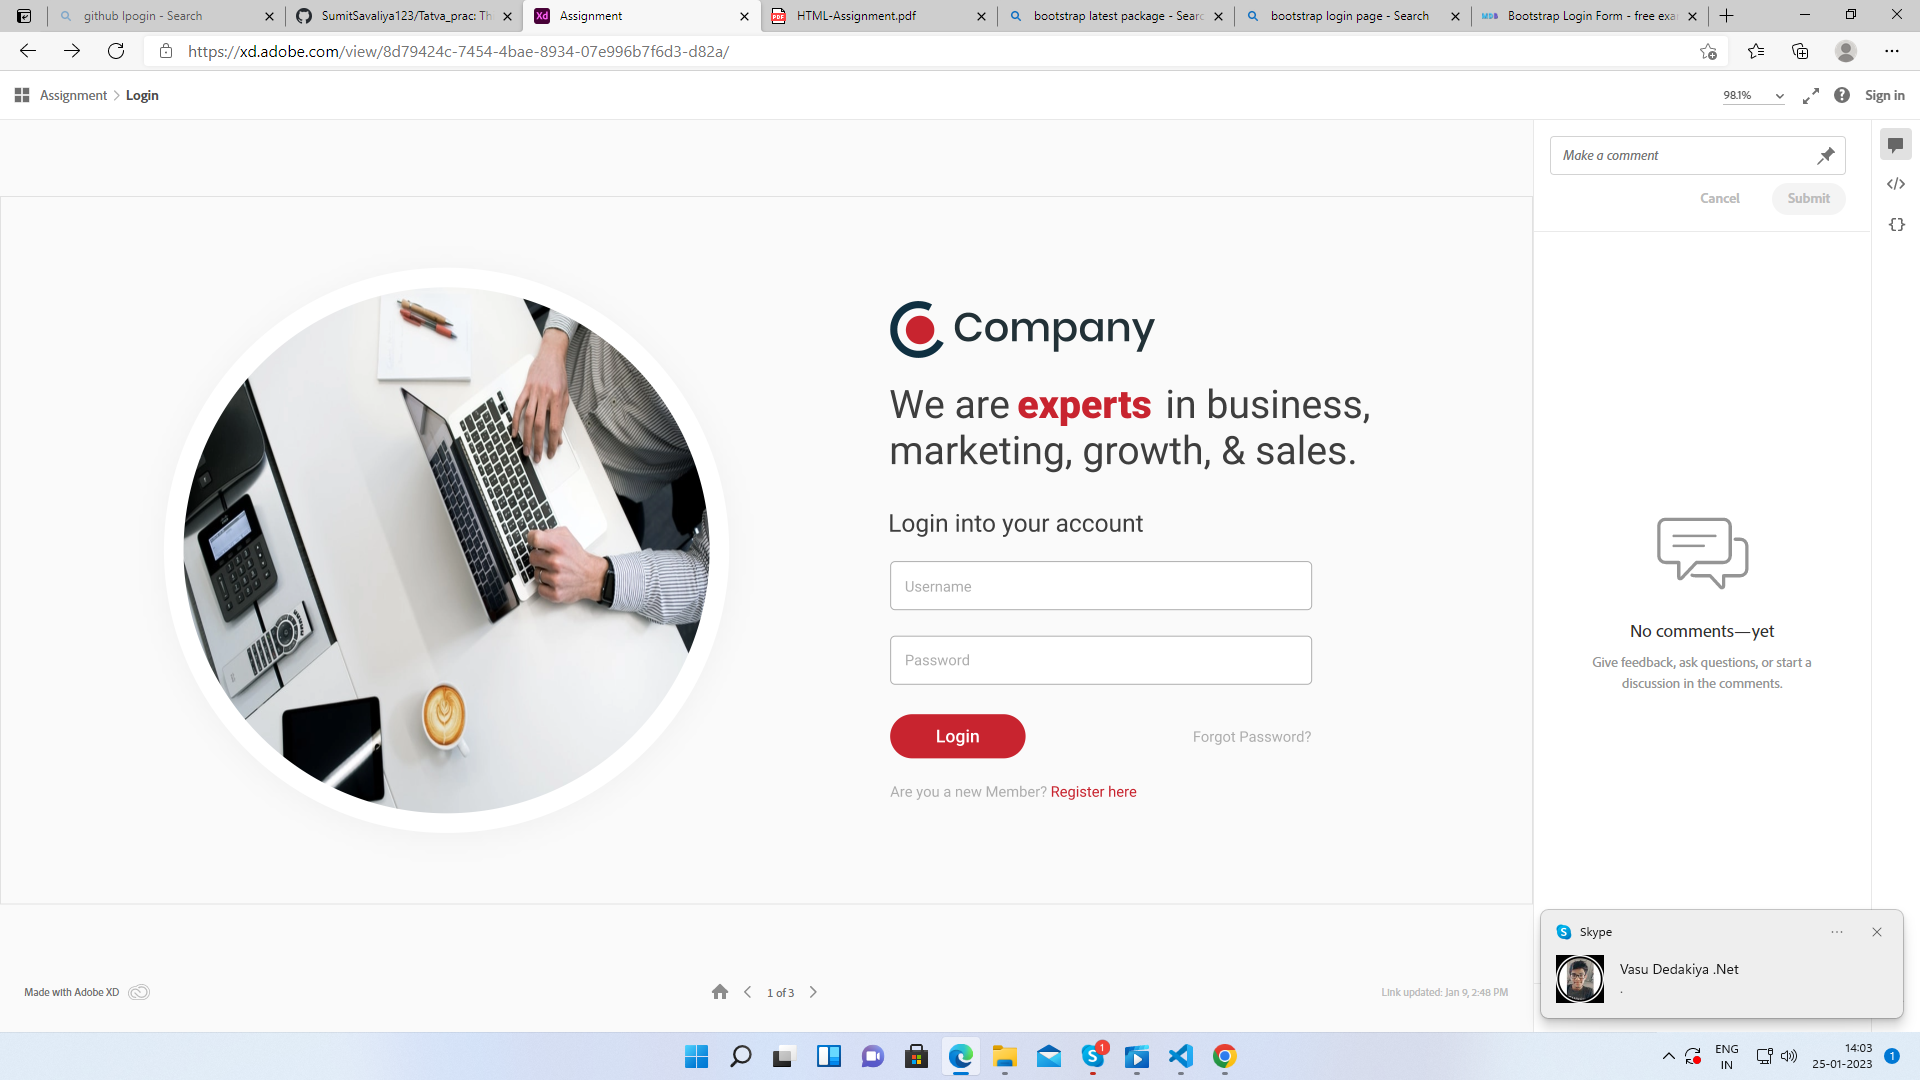 github lpogin - Search
SumitSavaliya123/Tatva_prac: Th
Assignment
HTML-Assignment.pdf
bootstrap latest package - Searc
bootstrap login page - Search
Bootstrap Login Form - free exa
https://xd.adobe.com/view/8d79424c-7454-4bae-8934-07e996b7f6d3-d82a/
Assignment > Login
98.1%
Sign in
Make a comment
Cancel
Submit
Company
We are experts in business,
marketing, growth, & sales.
Login into your account
Username
Password
Login
Forgot Password?
Are you a new Member? Register here
No comments—yet
Give feedback, ask questions, or start a
discussion in the comments.
Skype
Vasu Dedakiya .Net
.
Made with Adobe XD
1 of 3
Link updated: Jan 9, 2:48 PM
1
ENG
IN
14:03
25-01-2023
1